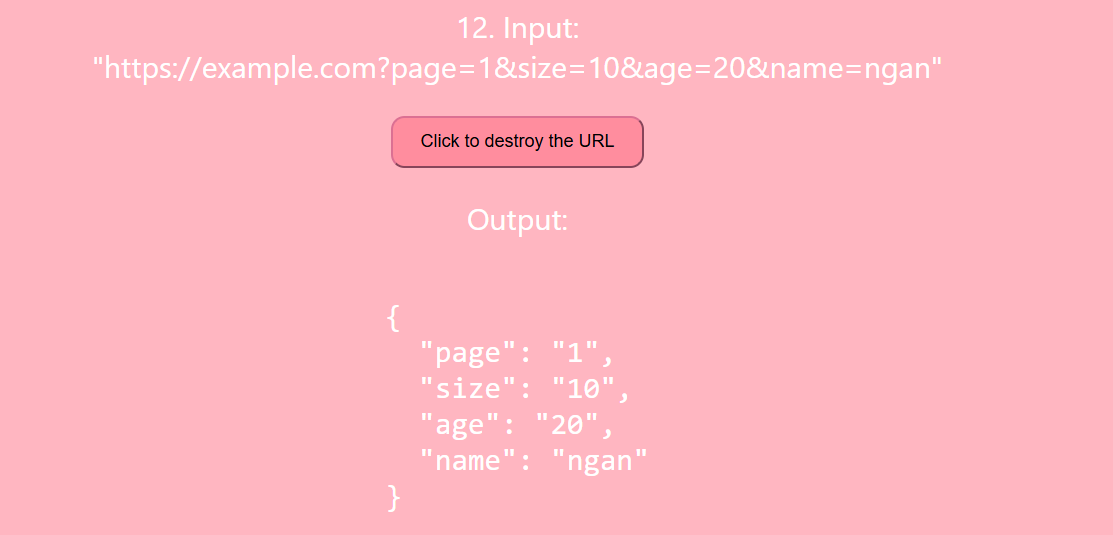 12. Input:
"https://example.com?page=1&size=10&age=20&name=ngan"
Click to destroy the URL
Output:
{
  "page": "1",
  "size": "10",
  "age": "20",
  "name": "ngan"
}